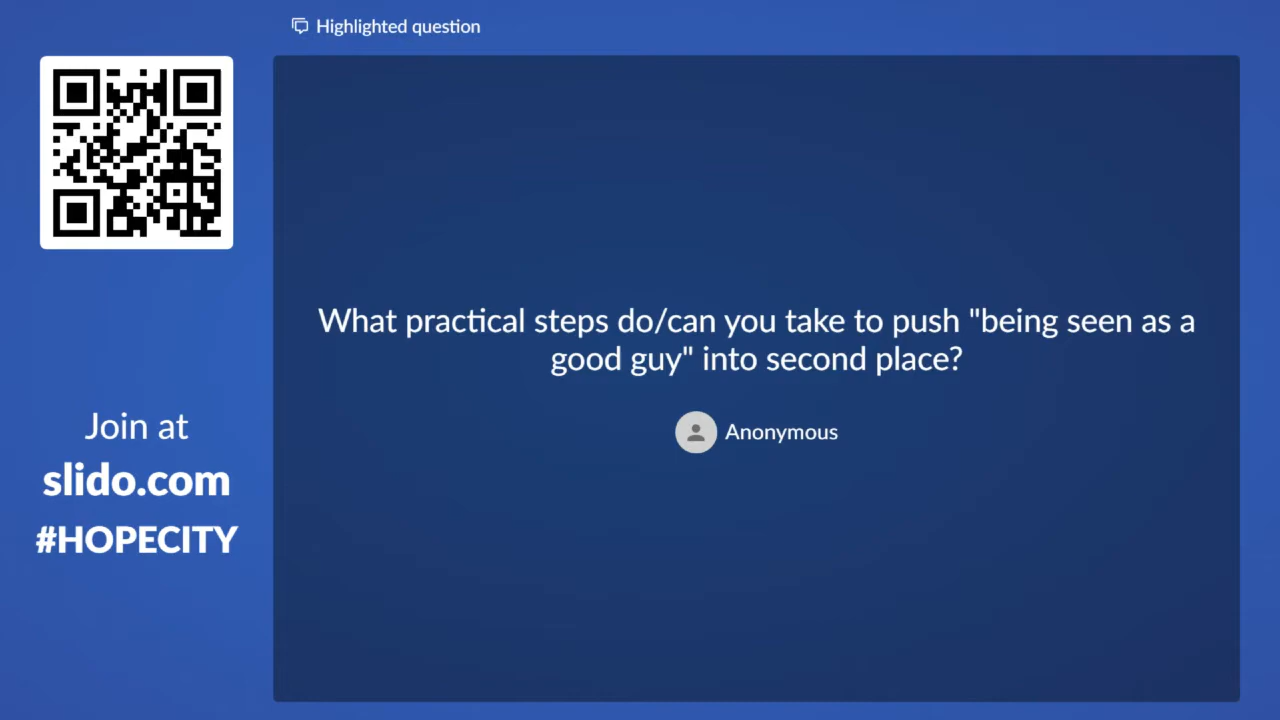 Highlighted question
What practical steps do/can you take to push "being seen as a
good guy" into second place?
Anonymous
Join at
slido.com
#HOPECITY